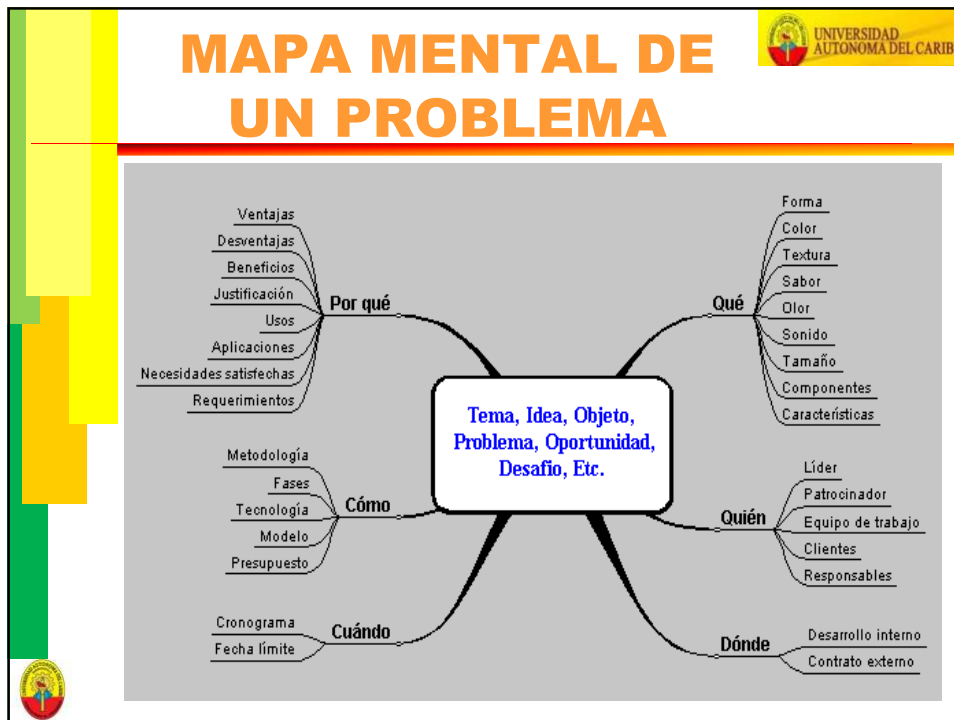 MAPA MENTAL DE
UN PROBLEMA
UNIVERSIDAD
AUTONOMA DEL CARIB
Tema, Idea, Objeto,
Problema, Oportunidad,
Desafio, Etc.
Por qué
Ventajas
Desventajas
Beneficios
Justificación
Usos
Aplicaciones
Necesidades satisfechas
Requerimientos
Cómo
Metodología
Fases
Tecnología
Modelo
Presupuesto
Cuándo
Cronograma
Fecha límite
Qué
Forma
Color
Textura
Sabor
Olor
Sonido
Tamaño
Componentes
Características
Quién
Líder
Patrocinador
Equipo de trabajo
Clientes
Responsables
Dónde
Desarrollo interno
Contrato externo